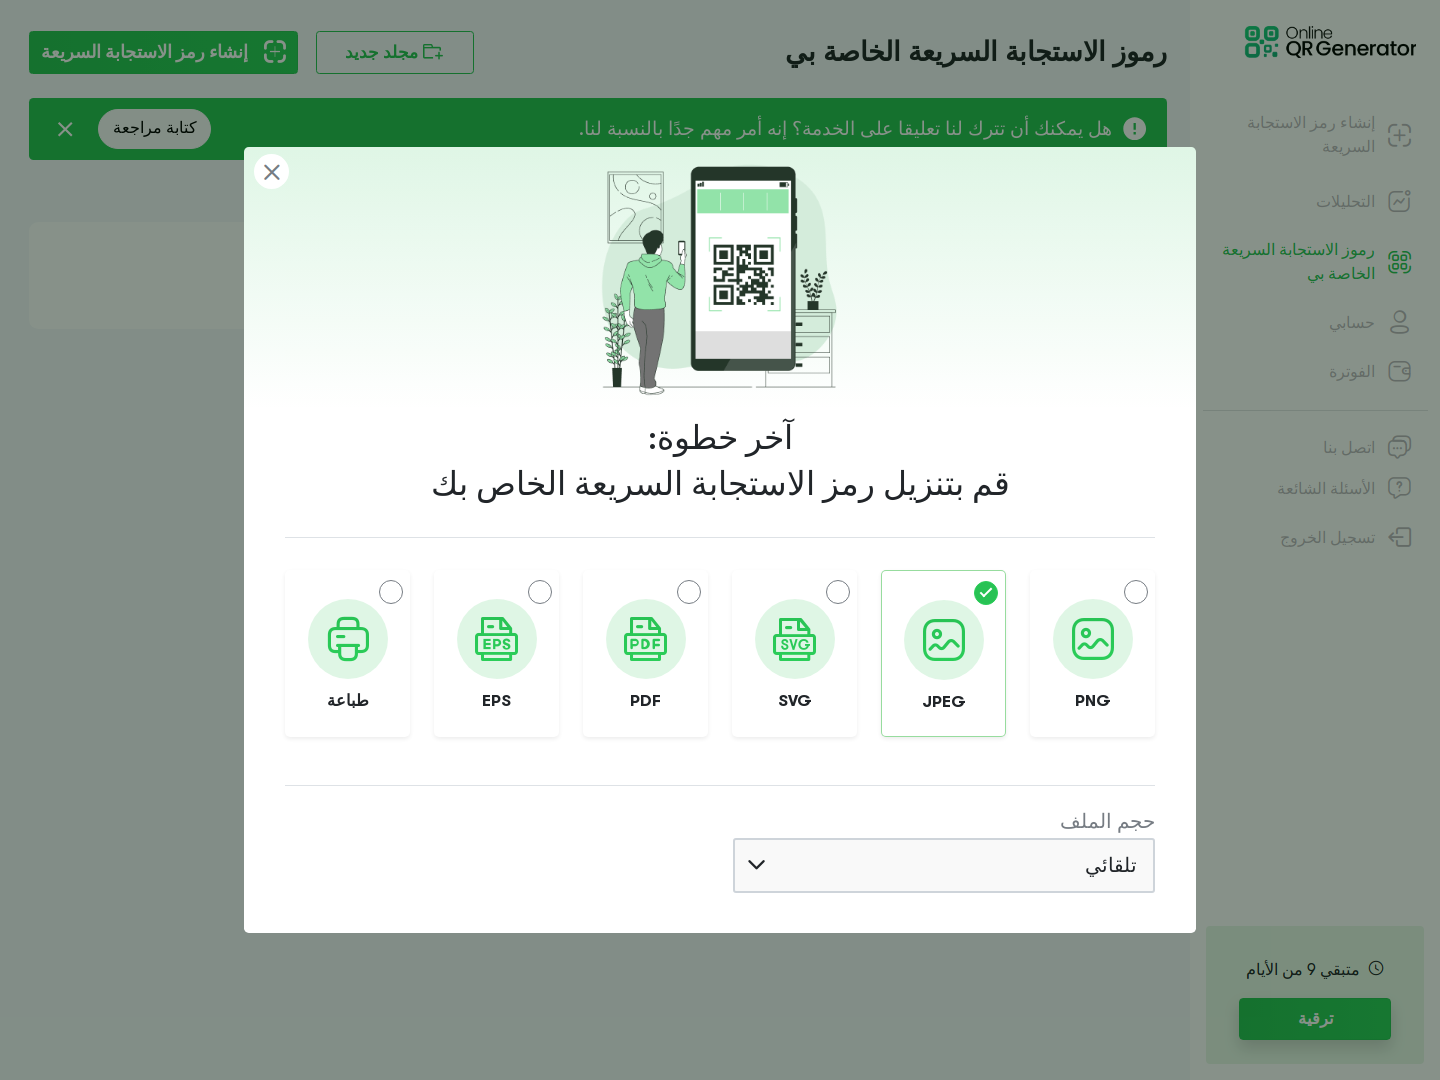 Online
QR Generator
إنشاء رمز الاستجابة
السريعة
التحليلات
رموز الاستجابة السريعة
الخاصة بي
حسابي
الفوترة
اتصل بنا
الأسئلة الشائعة
تسجيل الخروج
متبقي 9 من الأيام
ترقية
رموز الاستجابة السريعة الخاصة بي
مجلد جديد
إنشاء رمز الاستجابة السريعة
هل يمكنك أن تترك لنا تعليقا على الخدمة؟ إنه أمر مهم جدًا بالنسبة لنا.
كتابة مراجعة
آخر خطوة:
قم بتنزيل رمز الاستجابة السريعة الخاص بك
PNG
JPEG
SVG
SVG
PDF
PDF
EPS
EPS
طباعة
حجم الملف
تلقائي